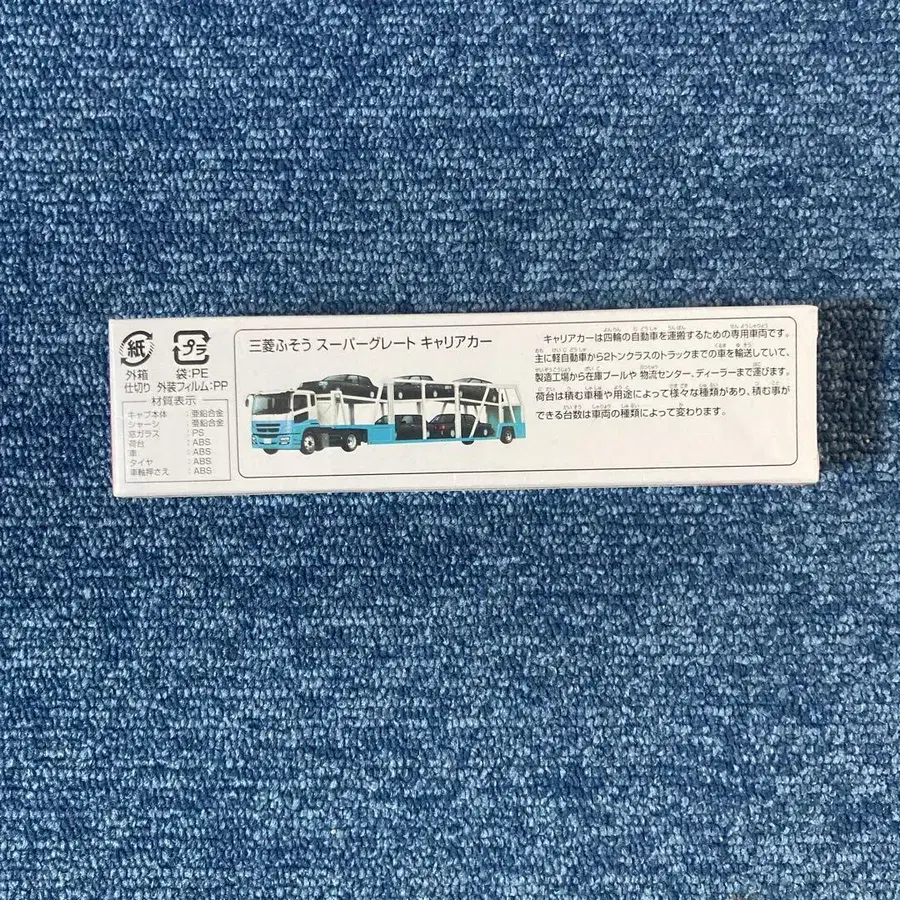 紙
外箱
仕切り
プラ
袋:PE
外装フィルム:PP
材質表示
キャブ本体 :亜鉛合金
シャーシ :亜鉛合金
窓ガラス :PS
荷台 :ABS
車 :ABS
タイヤ :ABS
車軸押さえ :ABS
三菱ふそう スーパーグレート キャリアカー
キャリアカーは四輪の自動車を運搬するための専用車両です。
主に軽自動車から2トンクラスのトラックまでの車を輸送していて、
製造工場から在庫プールや 物流センター、ディーラーまで運びます。
荷台は積む車種や用途によって様々な種類があり、積む事が
できる台数は車両の種類によって変わります。